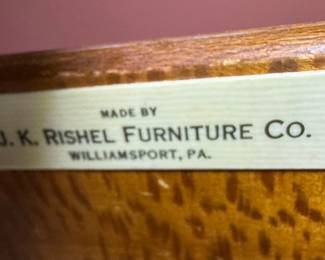 MADE BY
J. K. RISHEL FURNITURE CO.
WILLIAMSPORT, PA.